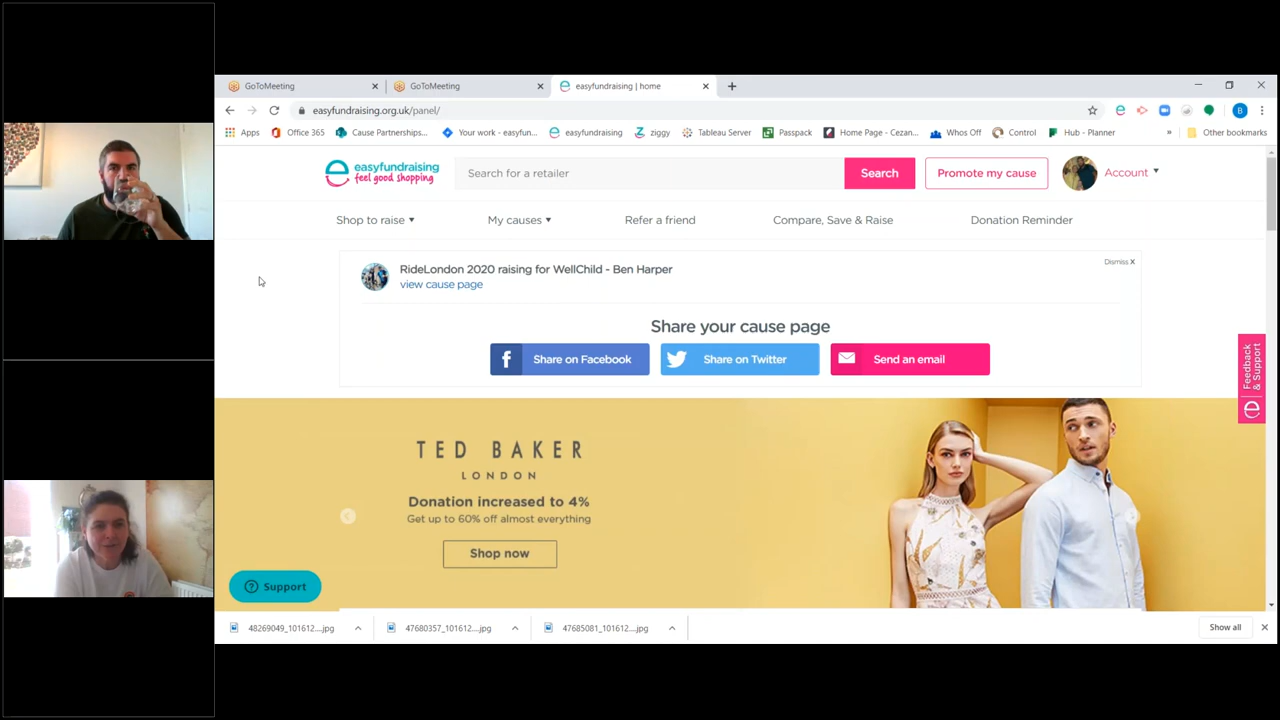 GoToMeeting
GoToMeeting
easyfundraising | home
easyfundraising.org.uk/panel/
B
Apps
Office 365
Cause Partnerships...
Your work - easyfun...
easyfundraising
ziggy
Tableau Server
Passpack
Home Page - Cezan...
Whos Off
Control
Hub - Planner
»
Other bookmarks
easyfundraising
feel good shopping
Search for a retailer
Search
Promote my cause
Account
Shop to raise
My causes
Refer a friend
Compare, Save & Raise
Donation Reminder
RideLondon 2020 raising for WellChild - Ben Harper
view cause page
Dismiss X
Share your cause page
Share on Facebook
Share on Twitter
Send an email
Feedback
& Support
TED BAKER
LONDON
Donation increased to 4%
Get up to 60% off almost everything
Shop now
Support
48269049_101612....jpg
47680357_101612....jpg
47685081_101612....jpg
Show all